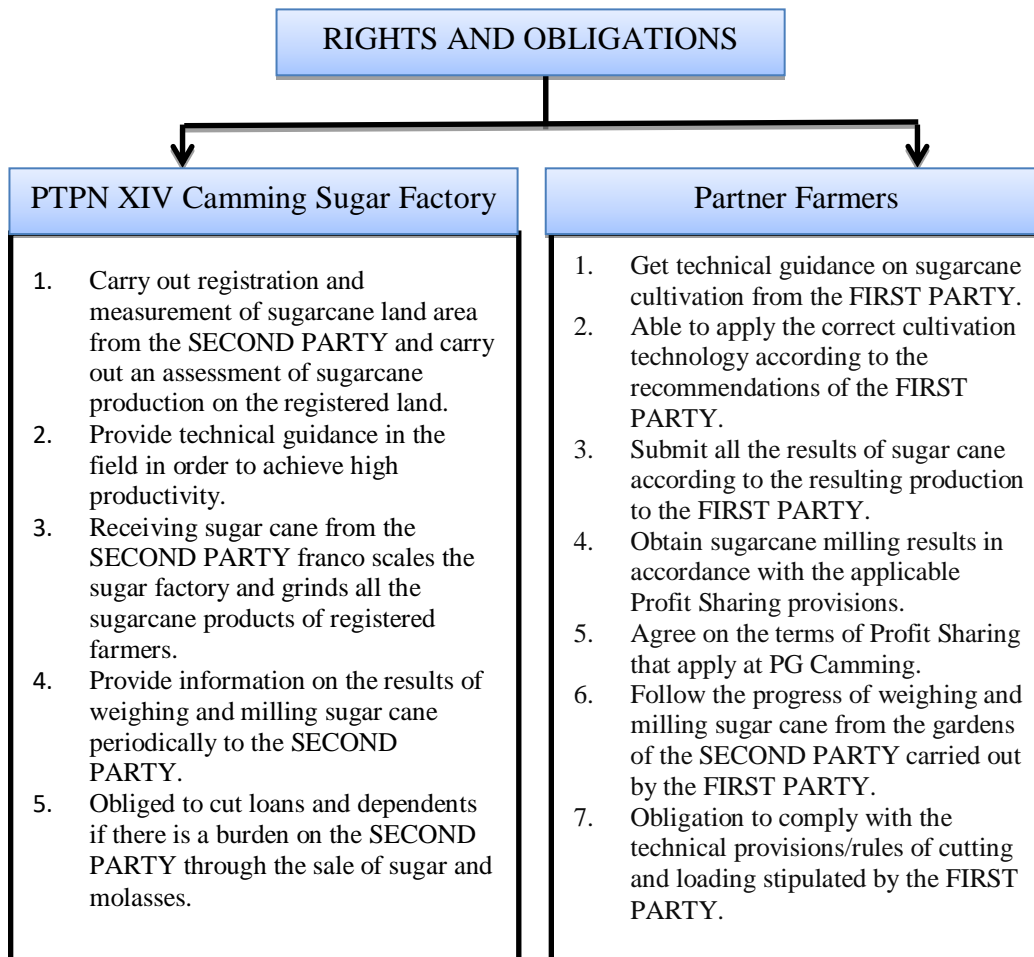 RIGHTS AND OBLIGATIONS
PTPN XIV Camming Sugar Factory
1. Carry out registration and
measurement of sugarcane land area
from the SECOND PARTY and carry
out an assessment of sugarcane
production on the registered land.
2. Provide technical guidance in the
field in order to achieve high
productivity.
3. Receiving sugar cane from the
SECOND PARTY franco scales the
sugar factory and grinds all the
sugarcane products of registered
farmers.
4. Provide information on the results of
weighing and milling sugar cane
periodically to the SECOND
PARTY.
5. Obliged to cut loans and dependents
if there is a burden on the SECOND
PARTY through the sale of sugar and
molasses.
Partner Farmers
1. Get technical guidance on sugarcane
cultivation from the FIRST PARTY.
2. Able to apply the correct cultivation
technology according to the
recommendations of the FIRST
PARTY.
3. Submit all the results of sugar cane
according to the resulting production
to the FIRST PARTY.
4. Obtain sugarcane milling results in
accordance with the applicable
Profit Sharing provisions.
5. Agree on the terms of Profit Sharing
that apply at PG Camming.
6. Follow the progress of weighing and
milling sugar cane from the gardens
of the SECOND PARTY carried out
by the FIRST PARTY.
7. Obligation to comply with the
technical provisions/rules of cutting
and loading stipulated by the FIRST
PARTY.